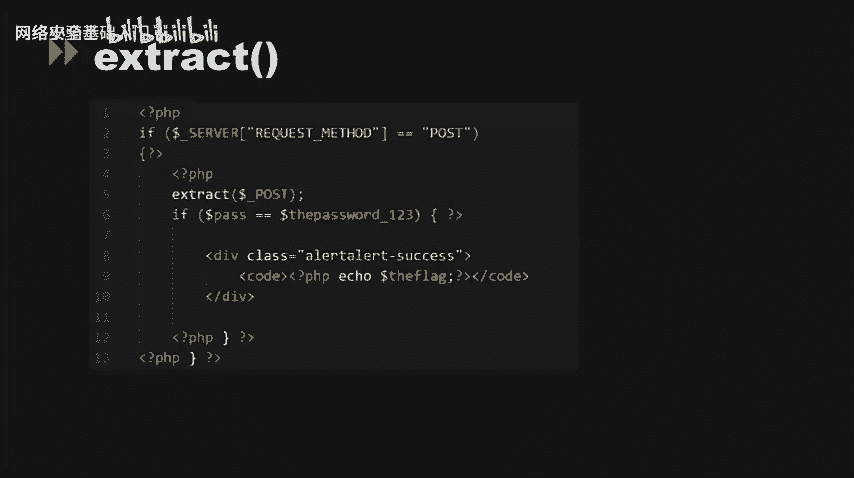 网络安全基础入门 bilibili
extract()
1 <?php
2 if ($_SERVER["REQUEST_METHOD"] == "POST")
3 {?>
4 <?php
5 extract($_POST);
6 if ($pass == $thepassword_123) { ?>
7
8 <div class="alertalert-success">
9 <code><?php echo $theflag;?></code>
10 </div>
11
12 <?php } ?>
13 <?php } ?>